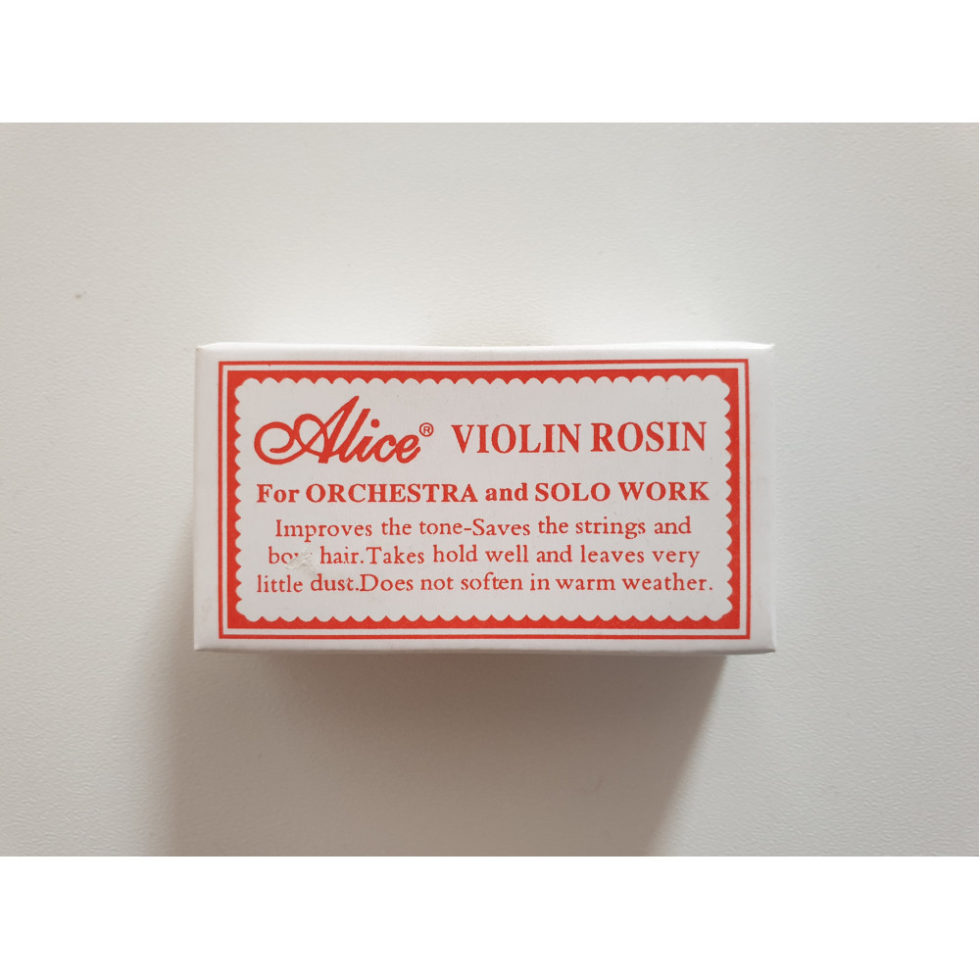 Alice® VIOLIN ROSIN
For ORCHESTRA and SOLO WORK
Improves the tone-Saves the strings and
hair.Takes hold well and leaves very
little dust.Does not soften in warm weather.